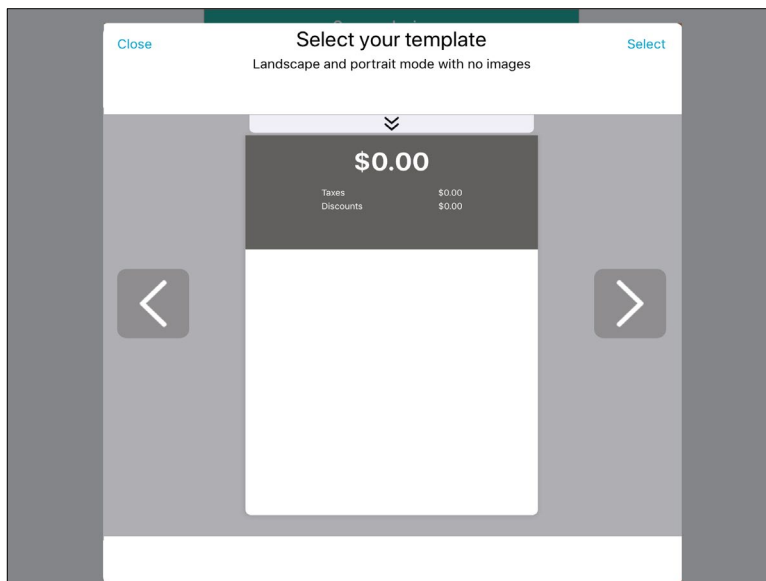 Close
Select your template
Select
Landscape and portrait mode with no images
$0.00
Taxes $0.00
Discounts $0.00